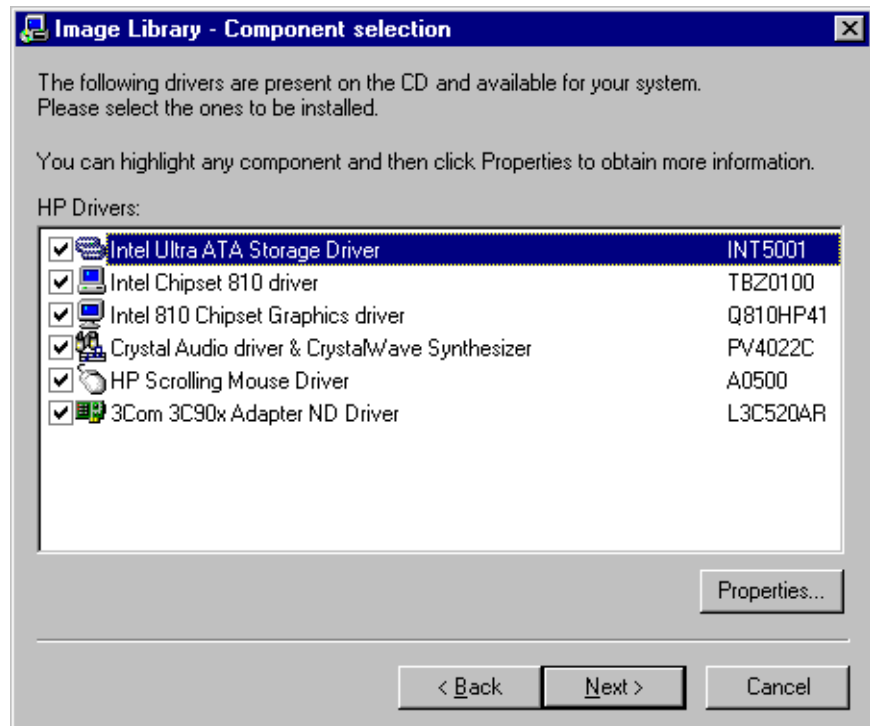 Image Library - Component selection
The following drivers are present on the CD and available for your system.
Please select the ones to be installed.
You can highlight any component and then click Properties to obtain more information.
HP Drivers:
Intel Ultra ATA Storage Driver INT5001
Intel Chipset 810 driver TBZ0100
Intel 810 Chipset Graphics driver Q810HP41
Crystal Audio driver & CrystalWave Synthesizer PV4022C
HP Scrolling Mouse Driver A0500
3Com 3C90x Adapter ND Driver L3C520AR
Properties...
< Back Next > Cancel